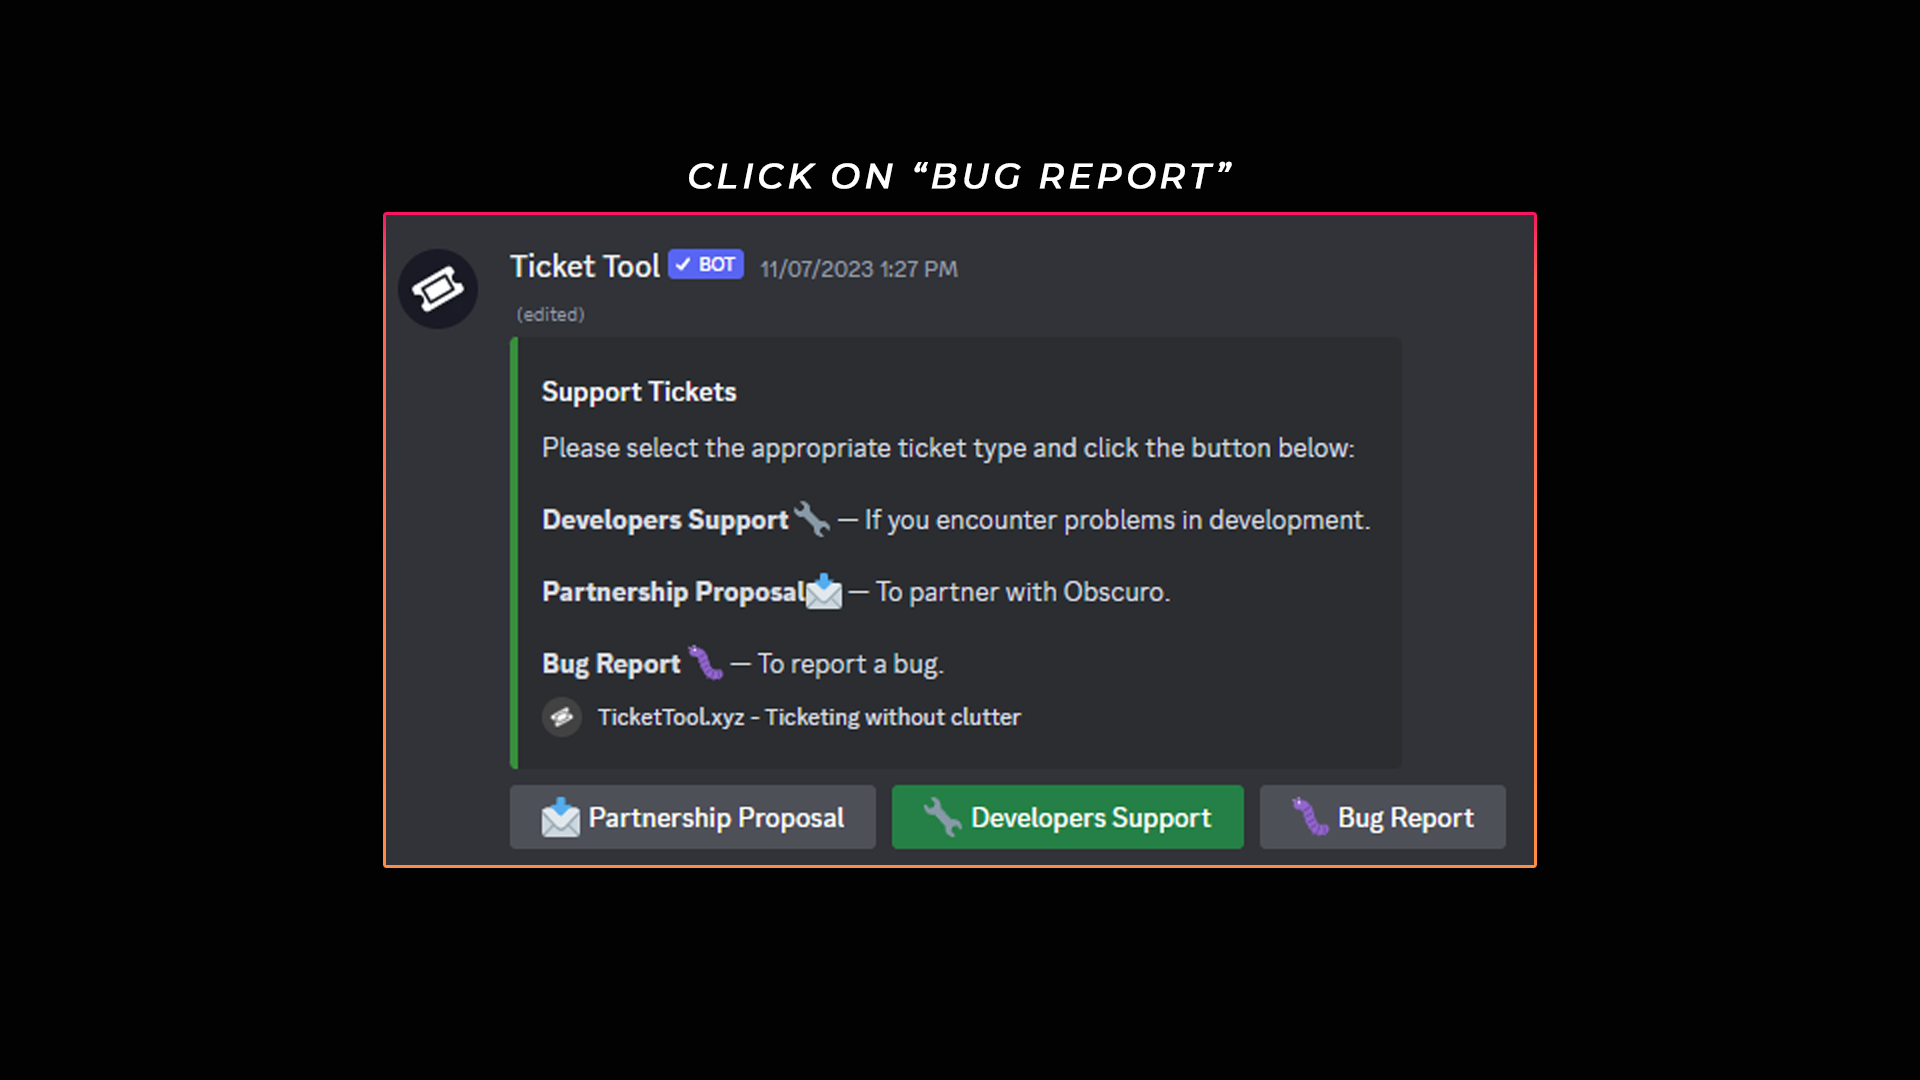 CLICK ON “BUG REPORT”
Ticket Tool ✓ BOT 11/07/2023 1:27 PM
(edited)
Support Tickets
Please select the appropriate ticket type and click the button below:
Developers Support 🔧 — If you encounter problems in development.
Partnership Proposal📩 — To partner with Obscuro.
Bug Report 🐛 — To report a bug.
TicketTool.xyz - Ticketing without clutter
📩 Partnership Proposal 🔧 Developers Support 🐛 Bug Report